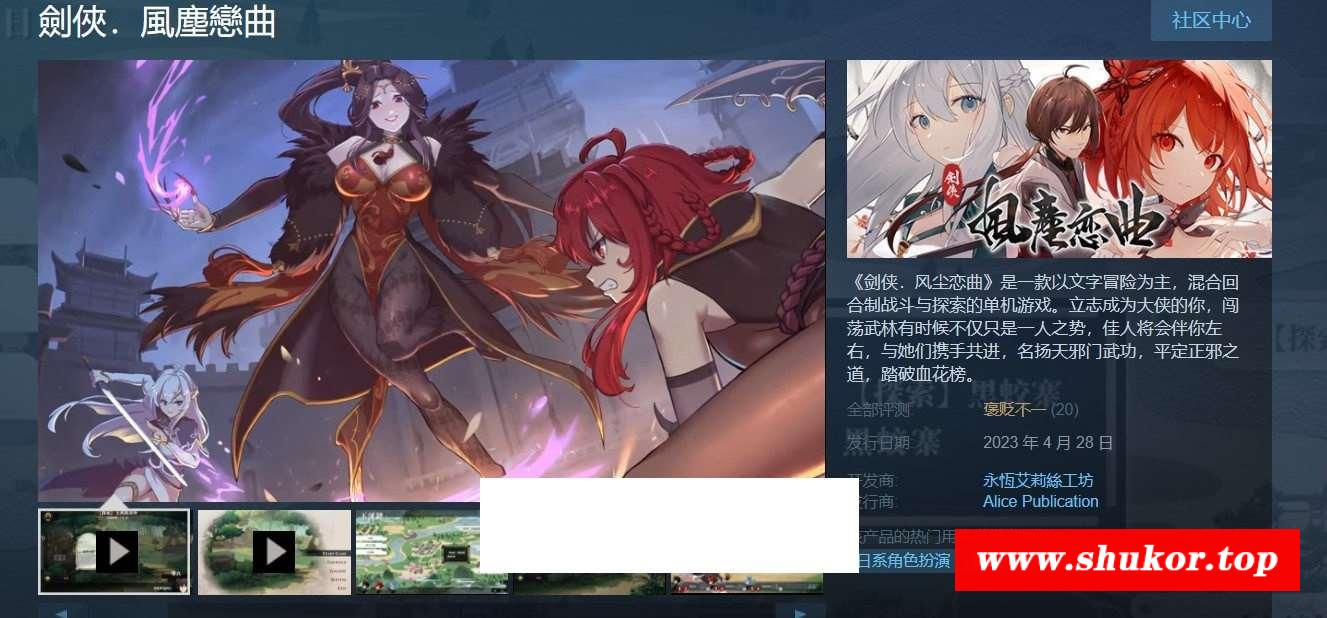 劍俠．風塵戀曲
社区中心
剑侠
風塵恋曲
《剑侠．风尘恋曲》是一款以文字冒险为主，混合回
合制战斗与探索的单机游戏。立志成为大侠的你，闯
荡武林有时候不仅只是一人之势，佳人将会伴你左
右，与她们携手共进，名扬天邪门武功，平定正邪之
道，踏破血花榜。
全部评测:
褒贬不一 (20)
发行日期:
2023 年 4 月 28 日
开发商:
永恆艾莉絲工坊
发行商:
Alice Publication
产品的热门用
日系角色扮演
www.shukor.top